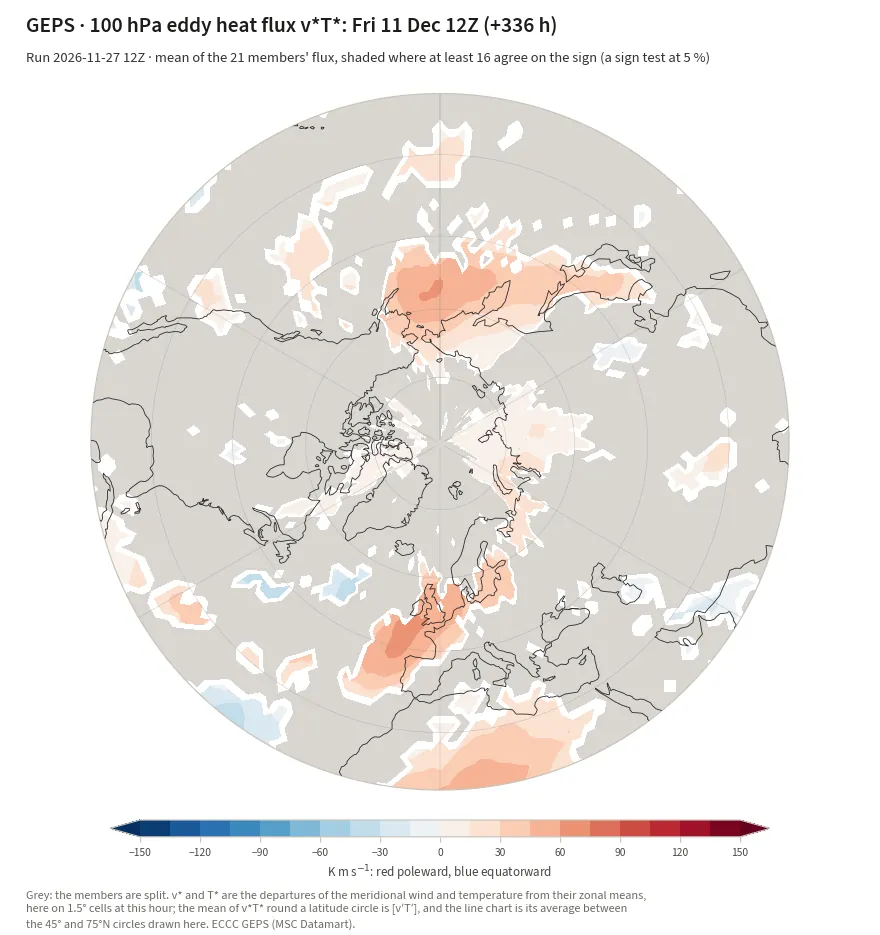 GEPS · 100 hPa eddy heat flux v*T*: Fri 11 Dec 12Z (+336 h)
Run 2026-11-27 12Z · mean of the 21 members' flux, shaded where at least 16 agree on the sign (a sign test at 5 %)
−150 −120 −90 −60 −30 0 30 60 90 120 150
K m s⁻¹: red poleward, blue equatorward
Grey: the members are split. v* and T* are the departures of the meridional wind and temperature from their zonal means,
here on 1.5° cells at this hour; the mean of v*T* round a latitude circle is [v′T′], and the line chart is its average between
the 45° and 75°N circles drawn here. ECCC GEPS (MSC Datamart).